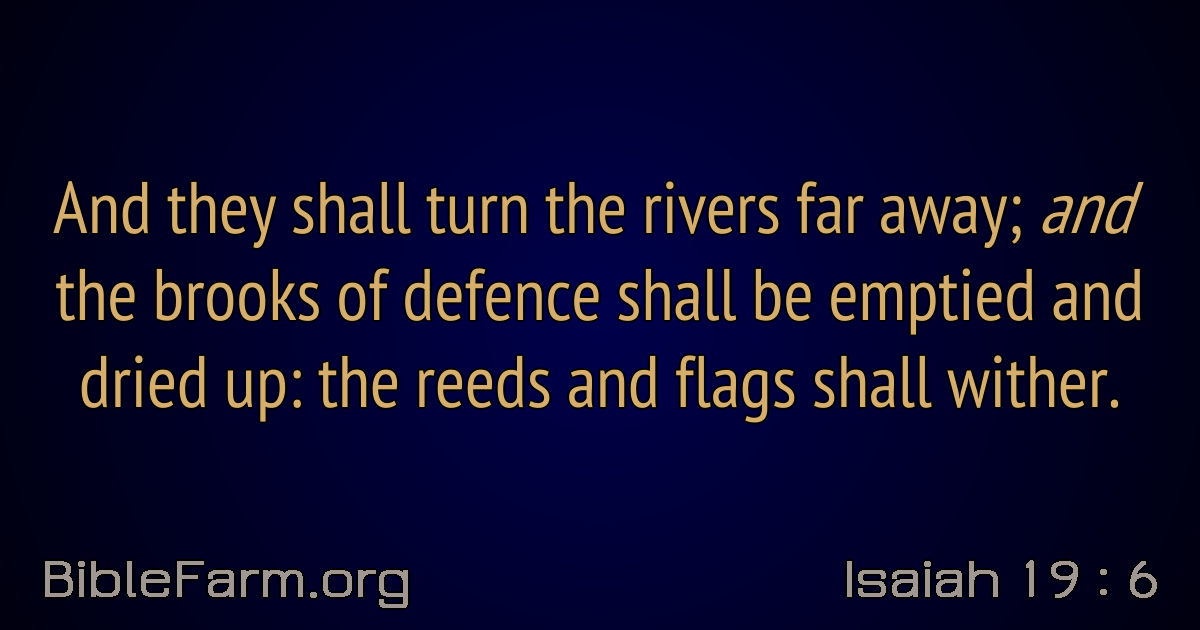 And they shall turn the rivers far away; and
the brooks of defence shall be emptied and
dried up: the reeds and flags shall wither.
BibleFarm.org
Isaiah 19 : 6